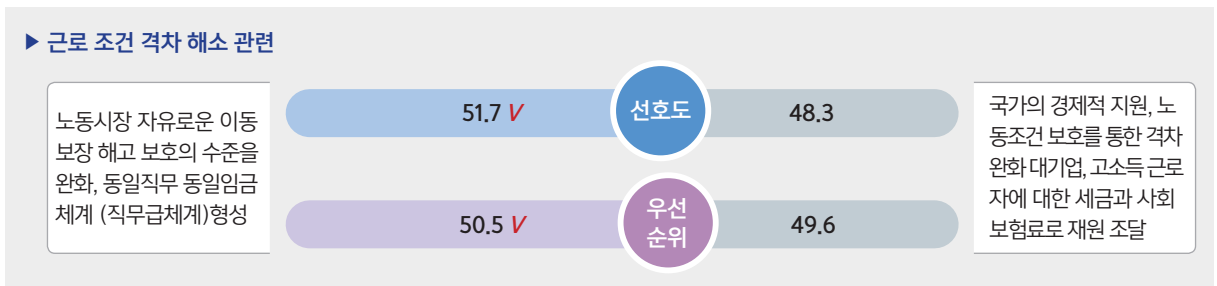 ▶ 근로 조건 격차 해소 관련
노동시장 자유로운 이동
보장 해고 보호의 수준을
완화, 동일직무 동일임금
체계 (직무급체계)형성
51.7 V
선호도
48.3
50.5 V
우선
순위
49.6
국가의 경제적 지원, 노
동조건 보호를 통한 격차
완화 대기업, 고소득 근로
자에 대한 세금과 사회
보험료로 재원 조달